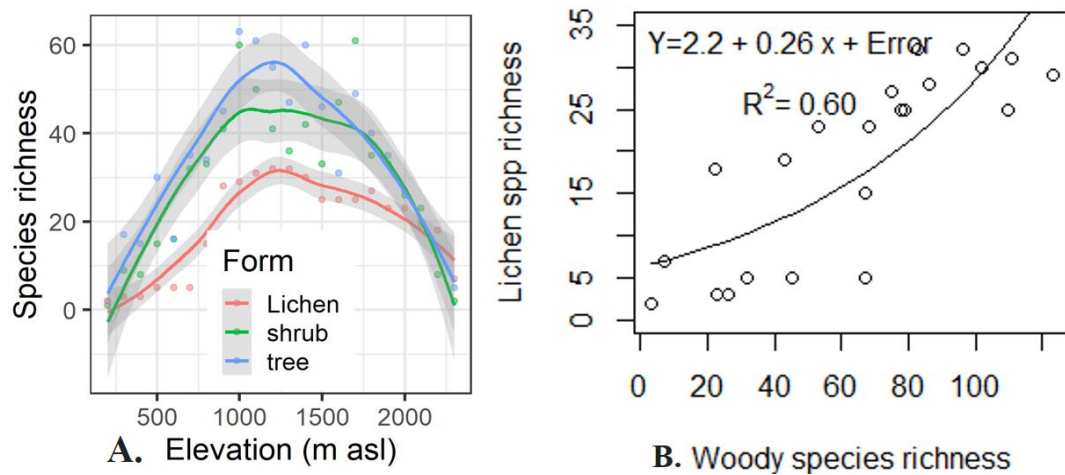 Species richness
60
40
20
0
Form
Lichen
shrub
tree
500
1000
1500
2000
A. Elevation (m asl)
B.
Lichen spp richness
35
25
15
5
0
Y=2.2 + 0.26 x + Error
R²= 0.60
0
20
40
60
80
100
B. Woody species richness